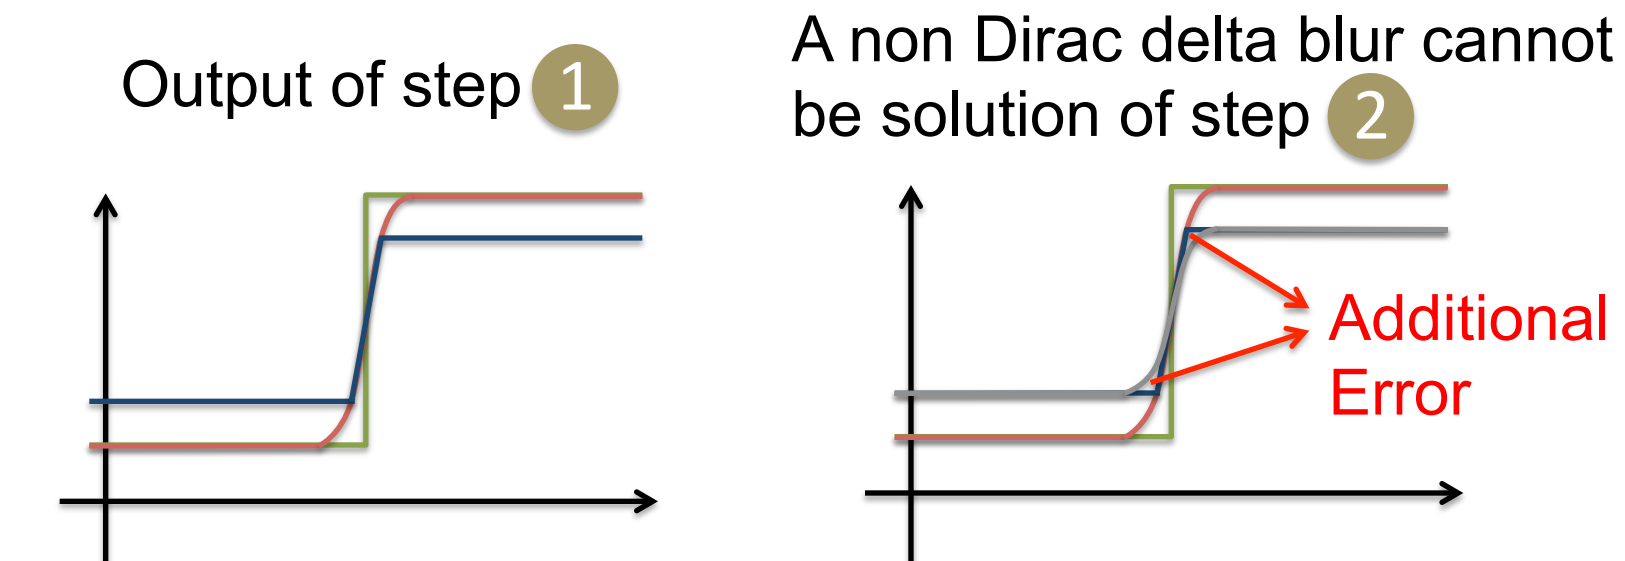 Output of step 1
A non Dirac delta blur cannot
be solution of step 2
Additional
Error